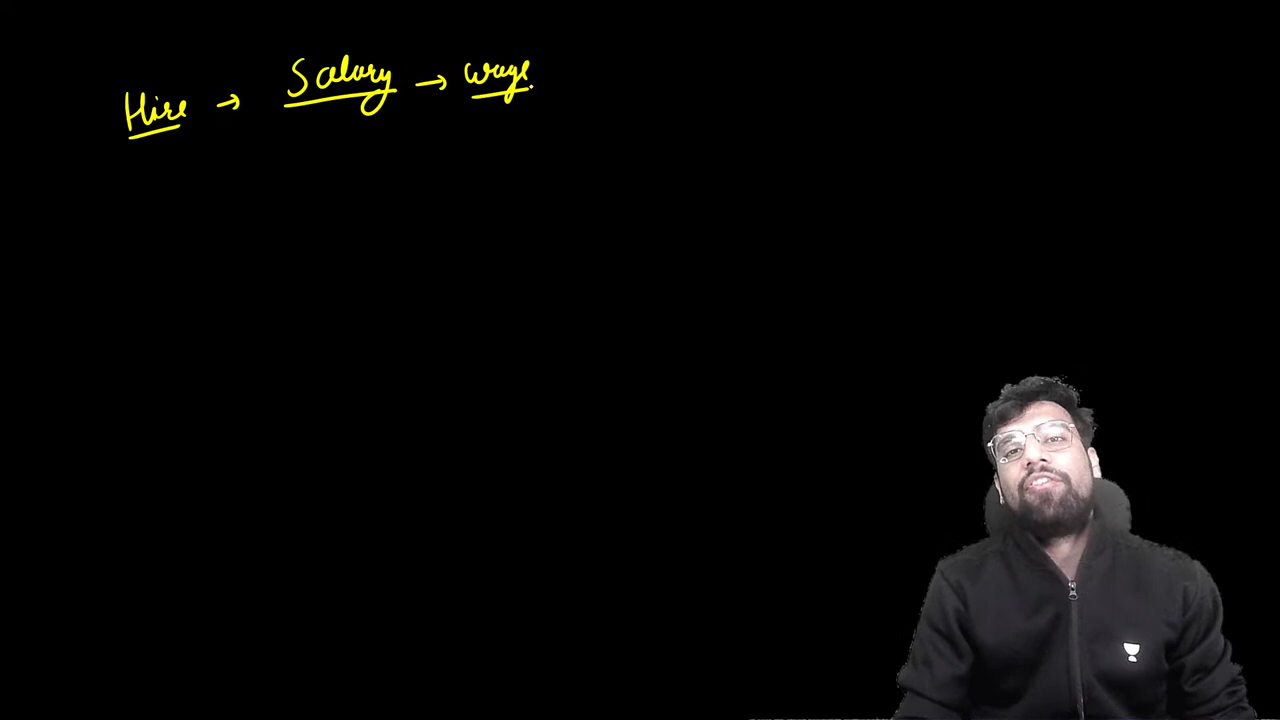 Hire → Salary → Wage.